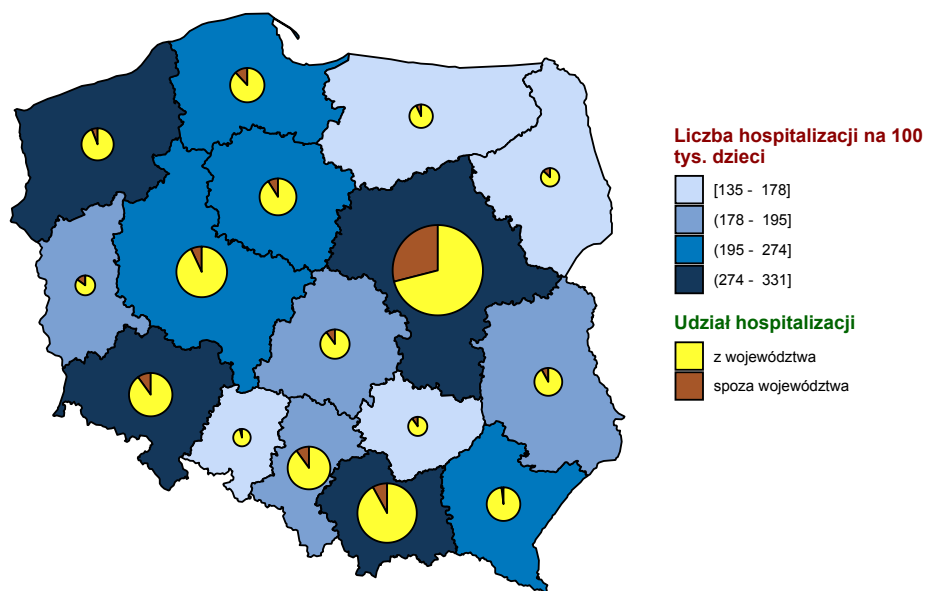 Liczba hospitalizacji na 100
tys. dzieci
[135 - 178]
(178 - 195]
(195 - 274]
(274 - 331]
Udział hospitalizacji
z województwa
spoza województwa